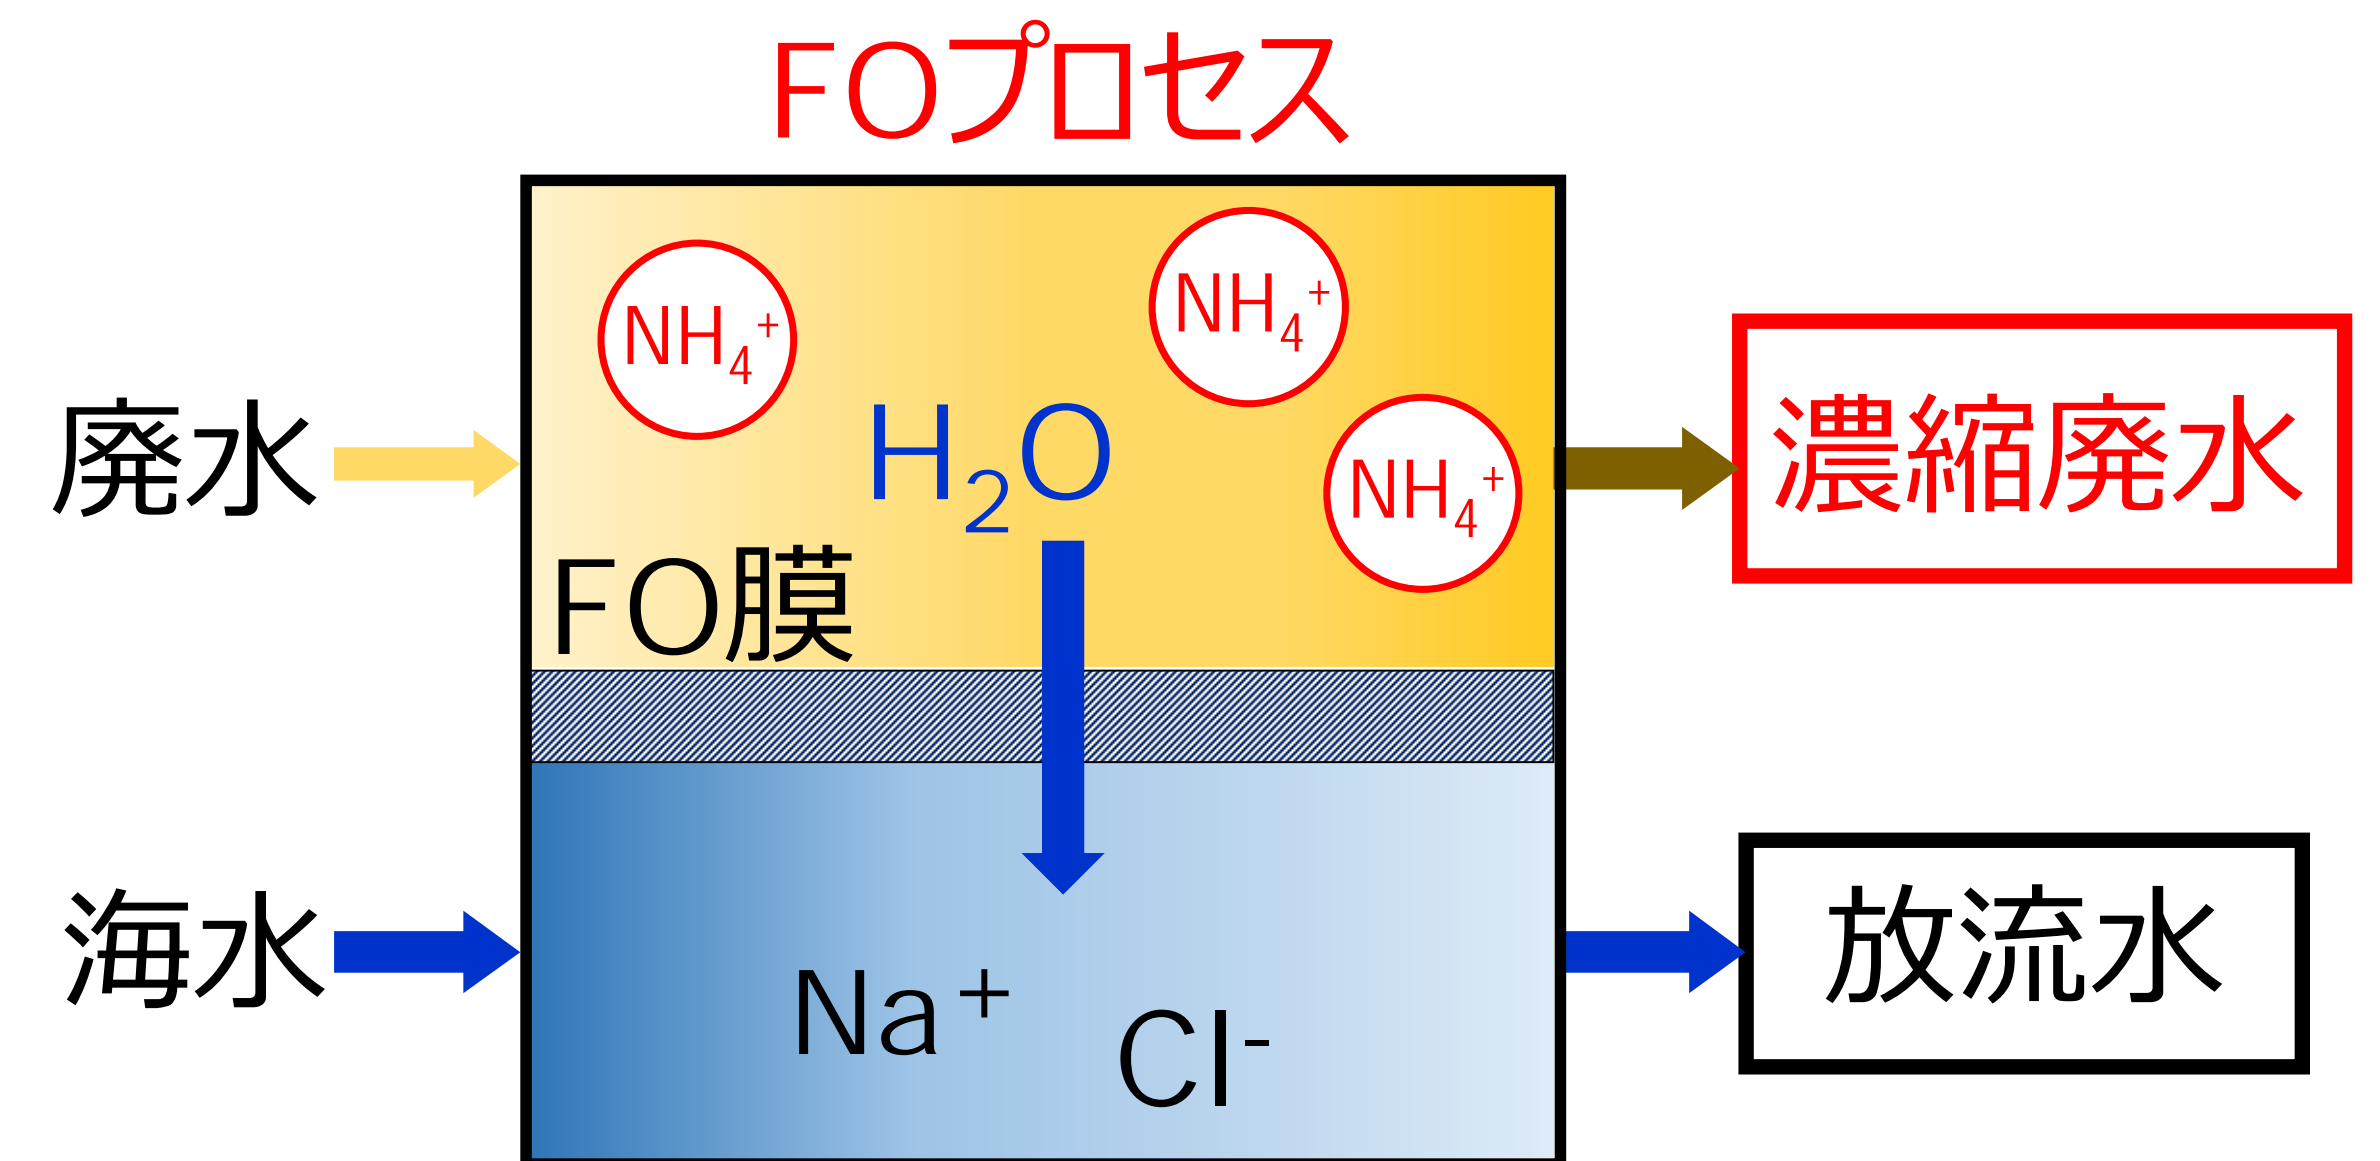 FOプロセス
NH₄⁺
NH₄⁺
廃水
H₂O
NH₄⁺
濃縮廃水
FO膜
海水
Na⁺
Cl⁻
放流水